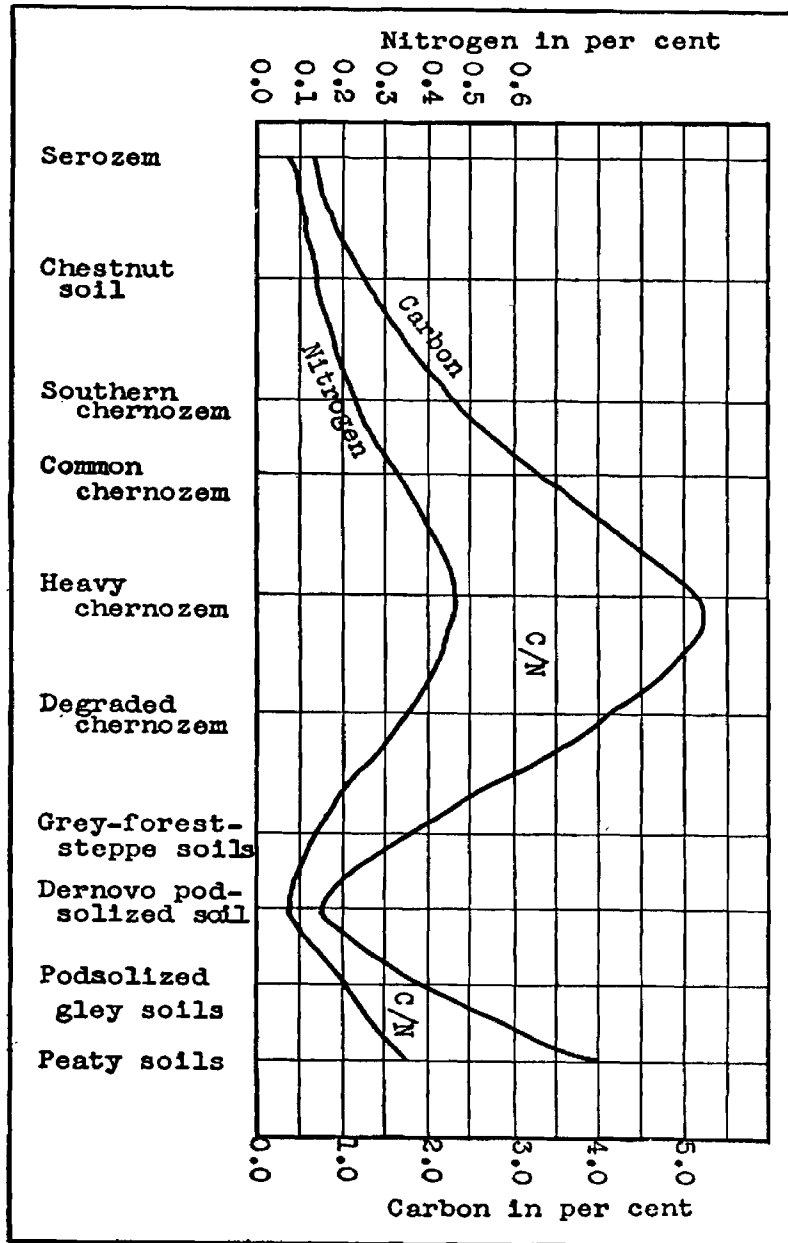 Nitrogen in per cent
0.0 0.1 0.2 0.3 0.4 0.5 0.6
Serozem
Chestnut
soil
Carbon
Nitrogen
Southern
chernozem
Common
chernozem
Heavy
chernozem
C/N
Degraded
chernozem
Grey-forest-
steppe soils
Dernovo pod-
solized soil
Podsolized
gley soils
C/N
Peaty soils
0.0 1.0 2.0 3.0 4.0 5.0
Carbon in per cent